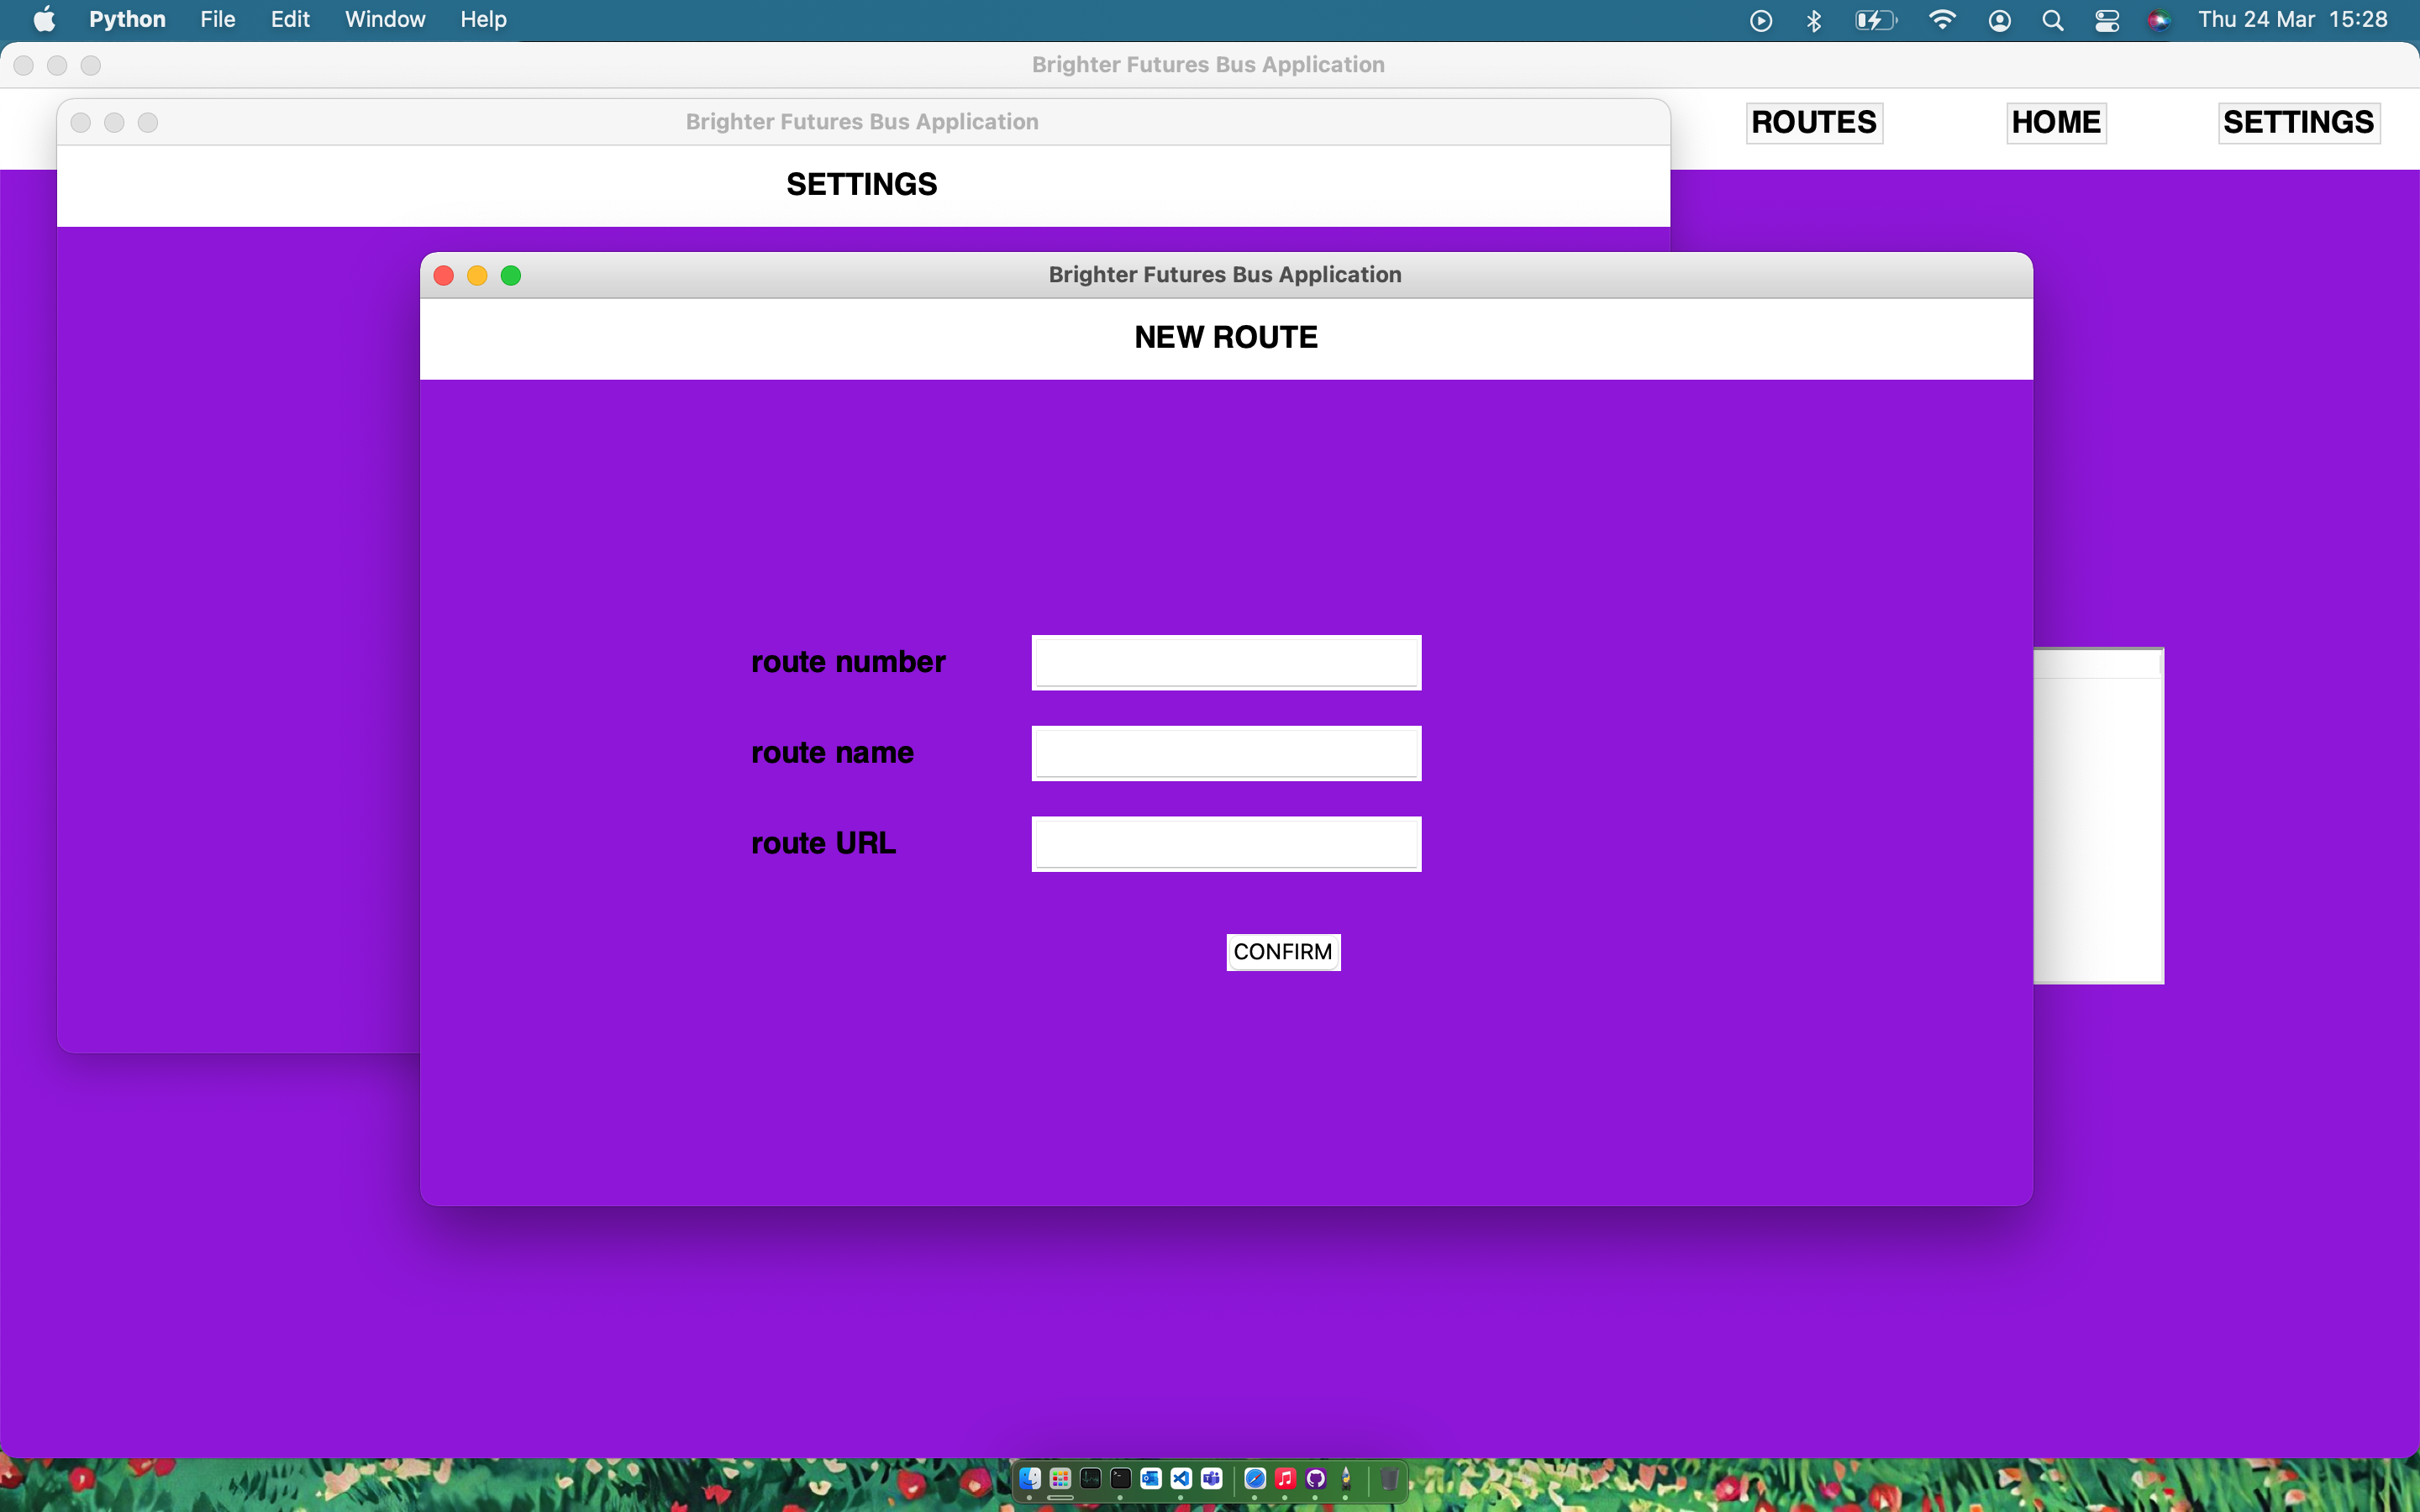 Python File Edit Window Help Thu 24 Mar 15:28
Brighter Futures Bus Application
ROUTES HOME SETTINGS
Brighter Futures Bus Application
SETTINGS
Brighter Futures Bus Application
NEW ROUTE
route number
route name
route URL
CONFIRM